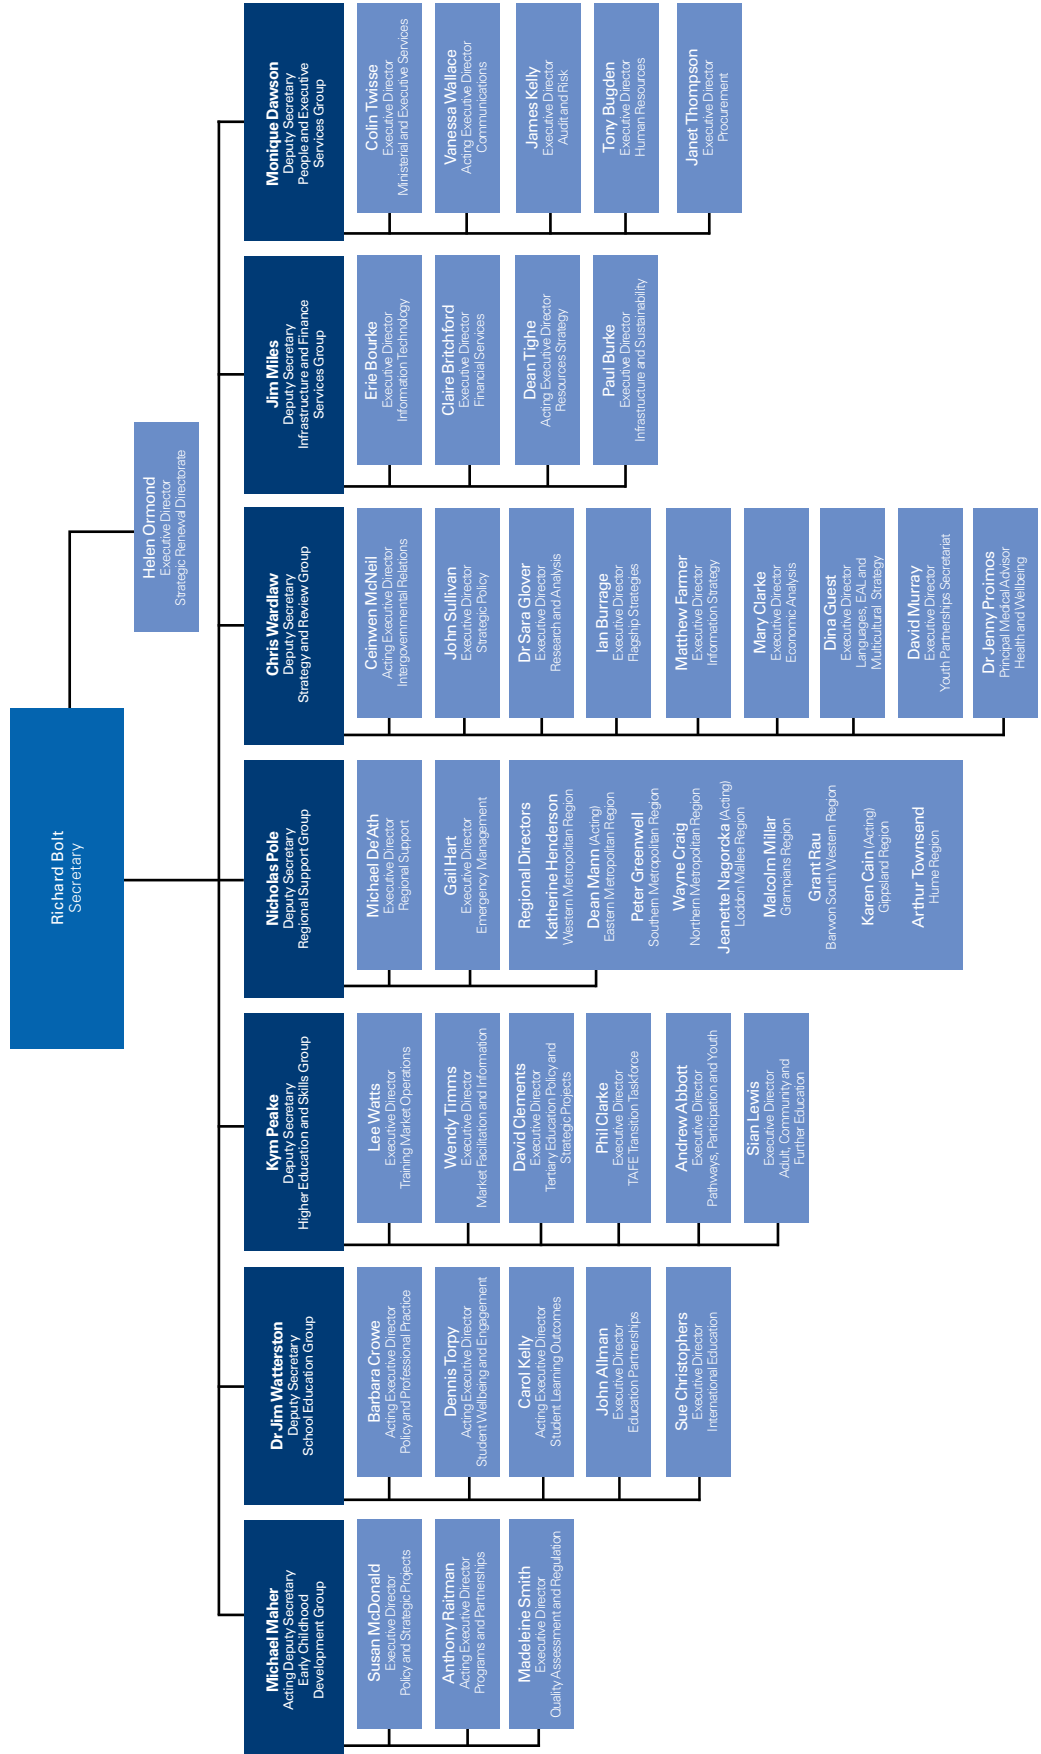 Richard Bolt
Secretary
Helen Ormond
Executive Director
Strategic Renewal Directorate
Michael Maher
Acting Deputy Secretary
Early Childhood
Development Group
Susan McDonald
Executive Director
Policy and Strategic Projects
Anthony Raitman
Acting Executive Director
Programs and Partnerships
Madeleine Smith
Executive Director
Quality Assessment and Regulation
Dr Jim Watterston
Deputy Secretary
School Education Group
Barbara Crowe
Acting Executive Director
Policy and Professional Practice
Dennis Torpy
Acting Executive Director
Student Wellbeing and Engagement
Carol Kelly
Acting Executive Director
Student Learning Outcomes
John Allman
Executive Director
Education Partnerships
Sue Christophers
Executive Director
International Education
Kym Peake
Deputy Secretary
Higher Education and Skills Group
Lee Watts
Executive Director
Training Market Operations
Wendy Timms
Executive Director
Market Facilitation and Information
David Clements
Executive Director
Tertiary Education Policy and
Strategic Projects
Phil Clarke
Executive Director
TAFE Transition Taskforce
Andrew Abbott
Executive Director
Pathways, Participation and Youth
Sian Lewis
Executive Director
Adult, Community and
Further Education
Nicholas Pole
Deputy Secretary
Regional Support Group
Michael De'Ath
Executive Director
Regional Support
Gail Hart
Executive Director
Emergency Management
Regional Directors
Katherine Henderson
Western Metropolitan Region
Dean Mann (Acting)
Eastern Metropolitan Region
Peter Greenwell
Southern Metropolitan Region
Wayne Craig
Northern Metropolitan Region
Jeanette Nagorcka (Acting)
Loddon Mallee Region
Malcolm Millar
Grampians Region
Grant Rau
Barwon South Western Region
Karen Cain (Acting)
Gippsland Region
Arthur Townsend
Hume Region
Chris Wardlaw
Deputy Secretary
Strategy and Review Group
Ceinwen McNeil
Acting Executive Director
Intergovernmental Relations
John Sullivan
Executive Director
Strategic Policy
Dr Sara Glover
Executive Director
Research and Analysis
Ian Burrage
Executive Director
Flagship Strategies
Matthew Farmer
Executive Director
Information Strategy
Mary Clarke
Executive Director
Economic Analysis
Dina Guest
Executive Director
Languages, EAL and
Multicultural Strategy
David Murray
Executive Director
Youth Partnerships Secretariat
Dr Jenny Proimos
Principal Medical Advisor
Health and Wellbeing
Jim Miles
Deputy Secretary
Infrastructure and Finance
Services Group
Erle Bourke
Executive Director
Information Technology
Claire Britchford
Executive Director
Financial Services
Dean Tighe
Acting Executive Director
Resources Strategy
Paul Burke
Executive Director
Infrastructure and Sustainability
Monique Dawson
Deputy Secretary
People and Executive
Services Group
Colin Twisse
Executive Director
Ministerial and Executive Services
Vanessa Wallace
Acting Executive Director
Communications
James Kelly
Executive Director
Audit and Risk
Tony Bugden
Executive Director
Human Resources
Janet Thompson
Executive Director
Procurement